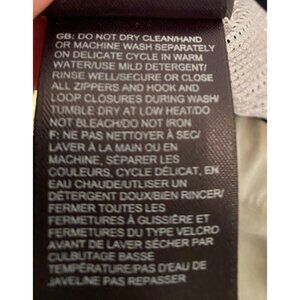 GB: DO NOT DRY CLEAN/HAND
OR MACHINE WASH SEPARATELY
ON DELICATE CYCLE IN WARM
WATER/USE MILD DETERGENT/
RINSE WELL/SECURE OR CLOSE
ALL ZIPPERS AND HOOK AND
LOOP CLOSURES DURING WASH/
TUMBLE DRY AT LOW HEAT/DO
NOT BLEACH/DO NOT IRON
F: NE PAS NETTOYER À SEC/
LAVER À LA MAIN OU EN
MACHINE, SÉPARER LES
COULEURS, CYCLE DÉLICAT, EN
EAU CHAUDE/UTILISER UN
DÉTERGENT DOUX/BIEN RINCER/
FERMER TOUTES LES
FERMETURES À GLISSIÈRE ET
FERMETURES DU TYPE VELCRO
AVANT DE LAVER SÉCHER PAR
CULBUTAGE BASSE
TEMPÉRATURE/PAS D'EAU DE
JAVEL/NE PAS REPASSER